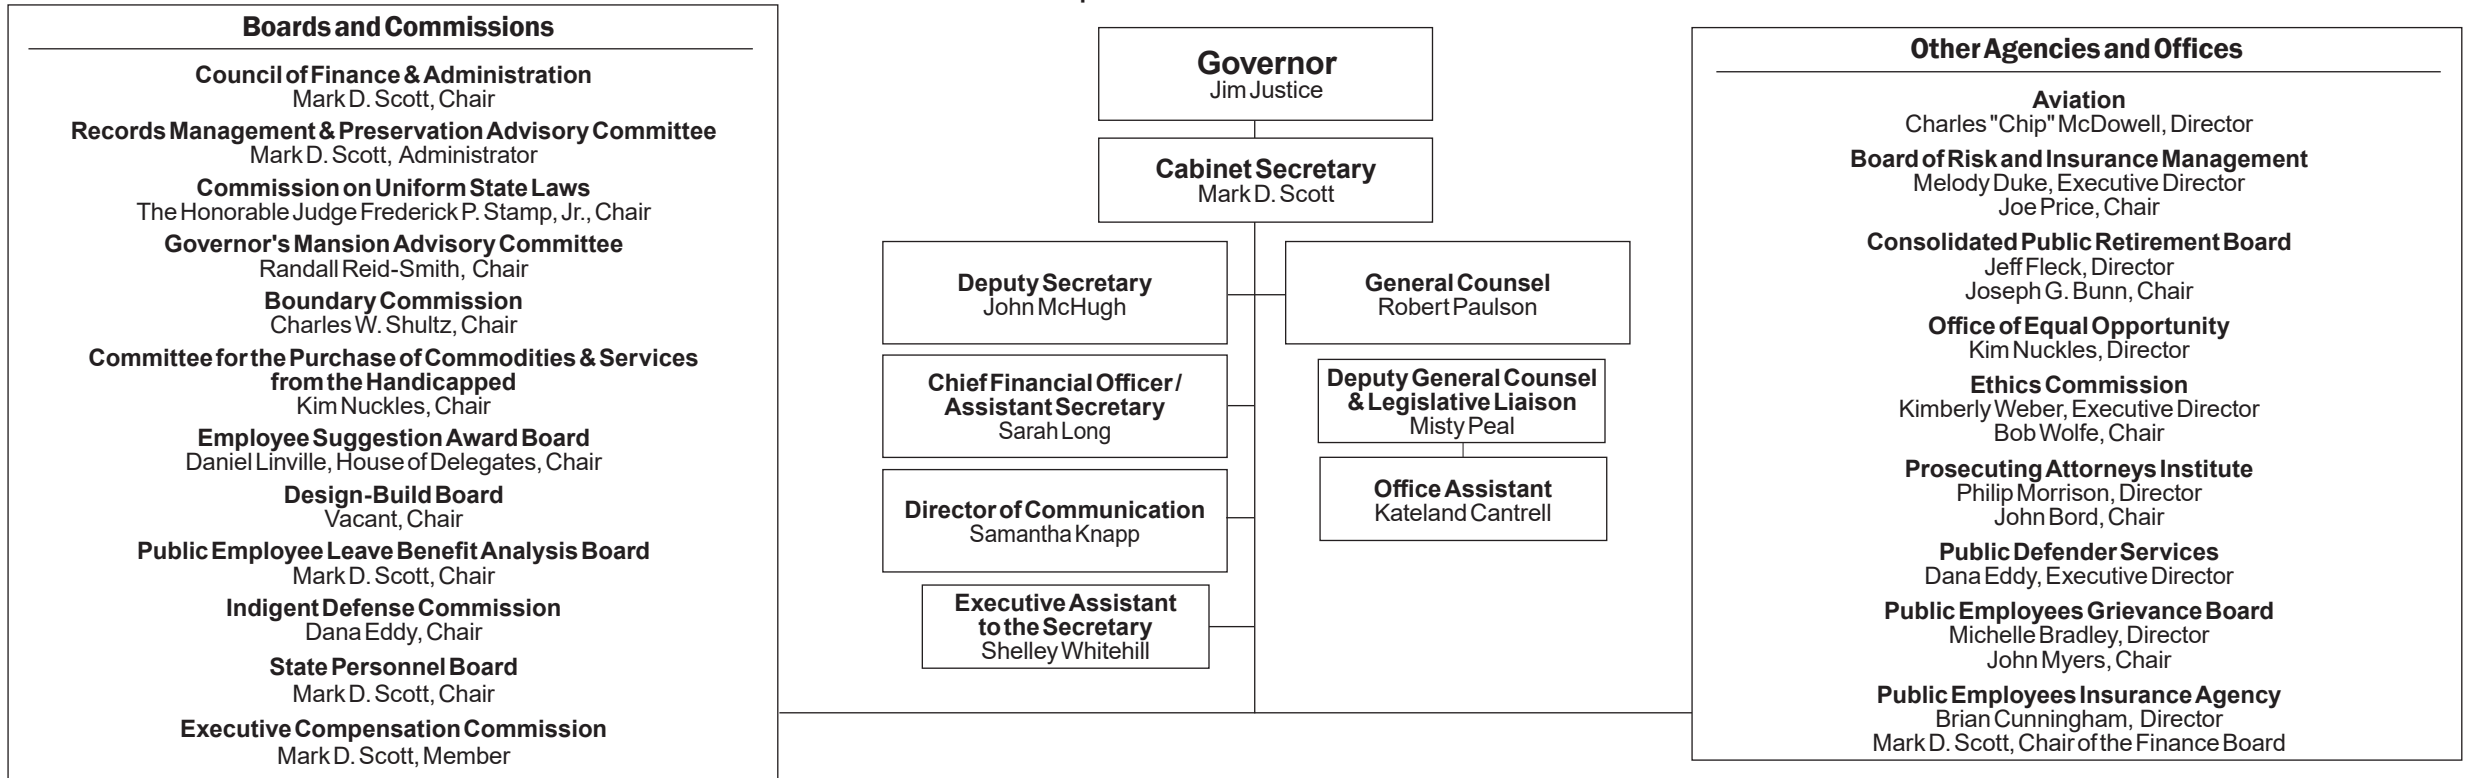 Boards and Commissions
Council of Finance & Administration
Mark D. Scott, Chair
Records Management & Preservation Advisory Committee
Mark D. Scott, Administrator
Commission on Uniform State Laws
The Honorable Judge Frederick P. Stamp, Jr., Chair
Governor's Mansion Advisory Committee
Randall Reid-Smith, Chair
Boundary Commission
Charles W. Shultz, Chair
Committee for the Purchase of Commodities & Services
from the Handicapped
Kim Nuckles, Chair
Employee Suggestion Award Board
Daniel Linville, House of Delegates, Chair
Design-Build Board
Vacant, Chair
Public Employee Leave Benefit Analysis Board
Mark D. Scott, Chair
Indigent Defense Commission
Dana Eddy, Chair
State Personnel Board
Mark D. Scott, Chair
Executive Compensation Commission
Mark D. Scott, Member
Governor
Jim Justice
Cabinet Secretary
Mark D. Scott
Deputy Secretary
John McHugh
General Counsel
Robert Paulson
Chief Financial Officer/
Assistant Secretary
Sarah Long
Deputy General Counsel
& Legislative Liaison
Misty Peal
Director of Communication
Samantha Knapp
Office Assistant
Kateland Cantrell
Executive Assistant
to the Secretary
Shelley Whitehill
Other Agencies and Offices
Aviation
Charles "Chip" McDowell, Director
Board of Risk and Insurance Management
Melody Duke, Executive Director
Joe Price, Chair
Consolidated Public Retirement Board
Jeff Fleck, Director
Joseph G. Bunn, Chair
Office of Equal Opportunity
Kim Nuckles, Director
Ethics Commission
Kimberly Weber, Executive Director
Bob Wolfe, Chair
Prosecuting Attorneys Institute
Philip Morrison, Director
John Bord, Chair
Public Defender Services
Dana Eddy, Executive Director
Public Employees Grievance Board
Michelle Bradley, Director
John Myers, Chair
Public Employees Insurance Agency
Brian Cunningham, Director
Mark D. Scott, Chair of the Finance Board